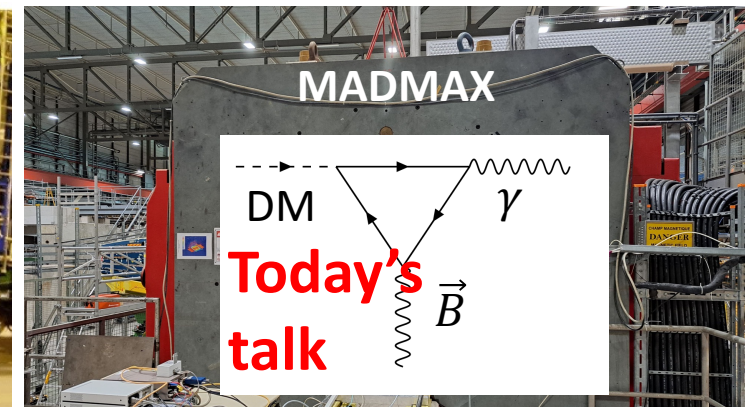 MADMAX
DM
γ
Today's
talk
B⃗
CHAMP MAGNETIQUE
DANGER